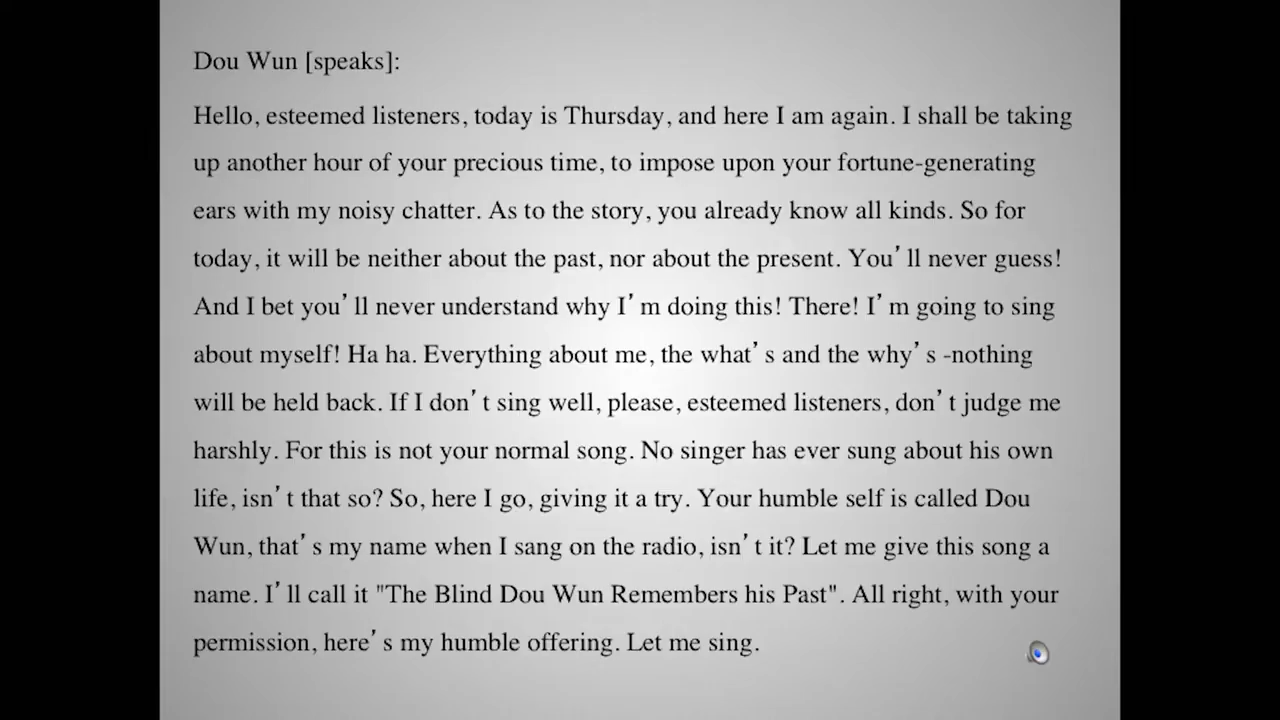 Dou Wun [speaks]:
Hello, esteemed listeners, today is Thursday, and here I am again. I shall be taking
up another hour of your precious time, to impose upon your fortune-generating
ears with my noisy chatter. As to the story, you already know all kinds. So for
today, it will be neither about the past, nor about the present. You’ll never guess!
And I bet you’ll never understand why I’m doing this! There! I’m going to sing
about myself! Ha ha. Everything about me, the what’s and the why’s -nothing
will be held back. If I don’t sing well, please, esteemed listeners, don’t judge me
harshly. For this is not your normal song. No singer has ever sung about his own
life, isn’t that so? So, here I go, giving it a try. Your humble self is called Dou
Wun, that’s my name when I sang on the radio, isn’t it? Let me give this song a
name. I’ll call it "The Blind Dou Wun Remembers his Past". All right, with your
permission, here’s my humble offering. Let me sing.